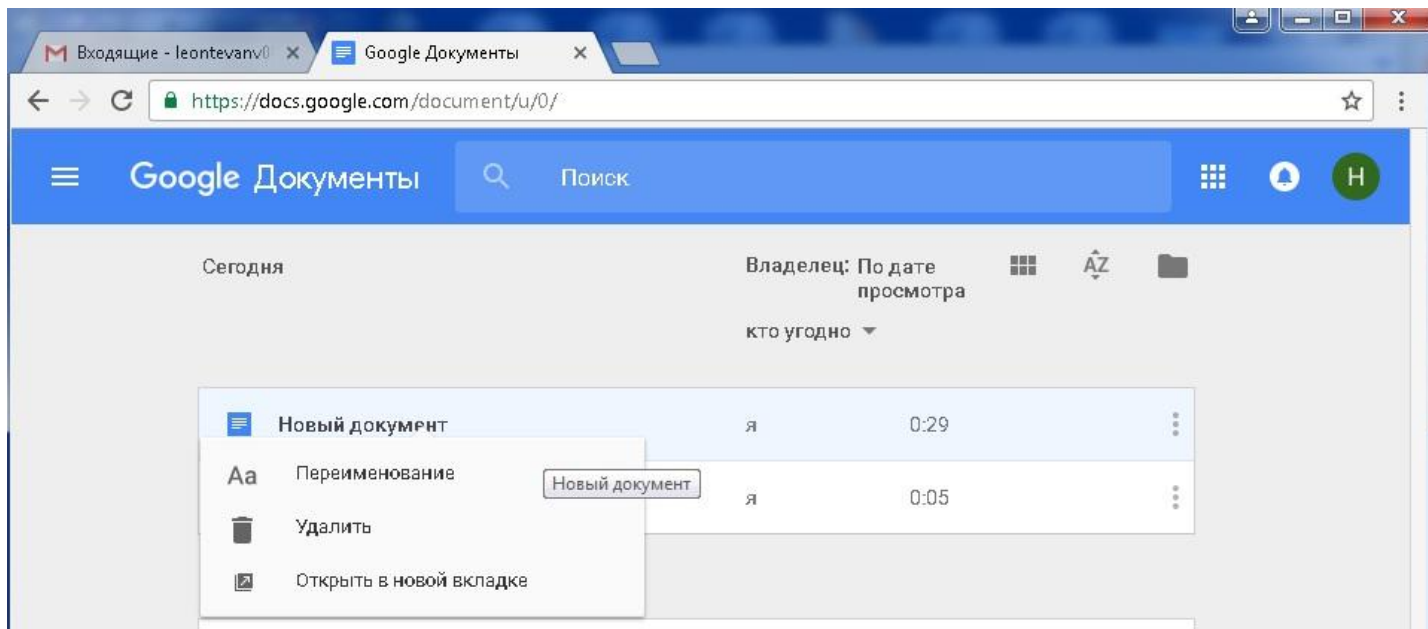 Входящие - leontevanv0
Google Документы
https://docs.google.com/document/u/0/
Google Документы
Поиск
H
Сегодня
Владелец: По дате
просмотра
кто угодно
AZ
Новый документ я 0:29
Aa Переименование
Новый документ
я 0:05
Удалить
Открыть в новой вкладке